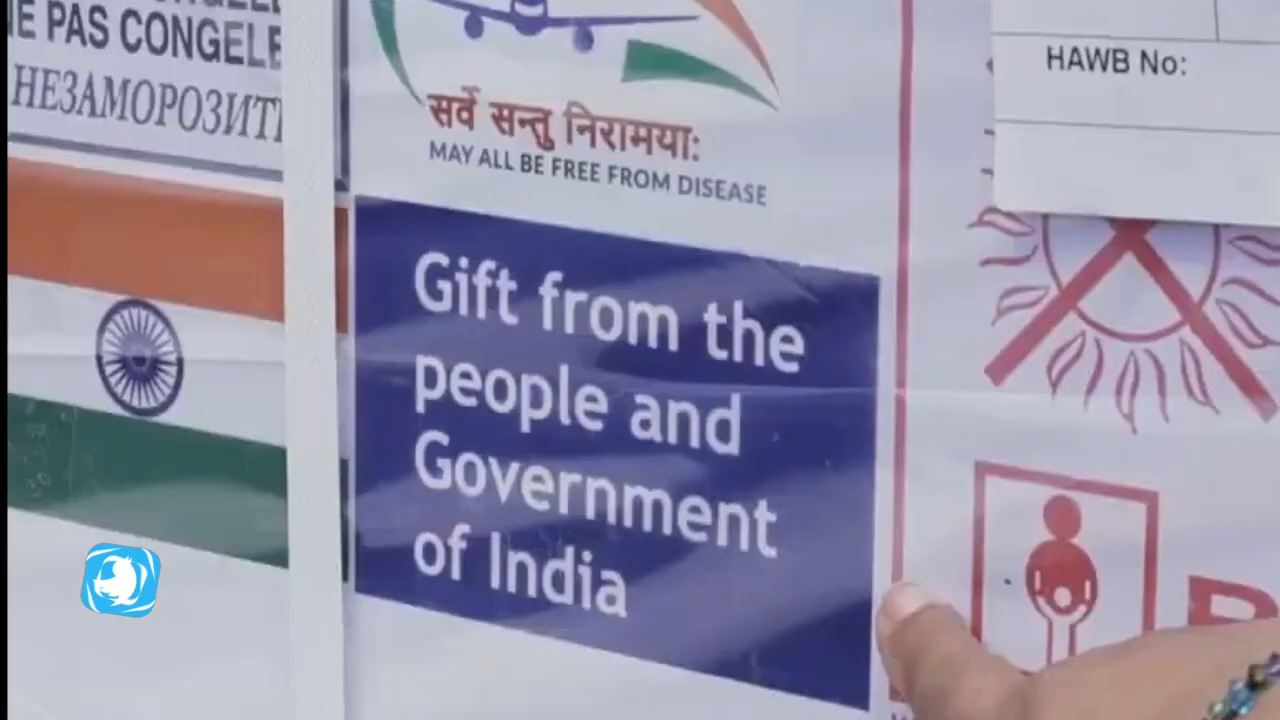 NE PAS CONGELE
НЕЗАМОРОЗИТ
सर्वे सन्तु निरामया:
MAY ALL BE FREE FROM DISEASE
Gift from the
people and
Government
of India
HAWB No: